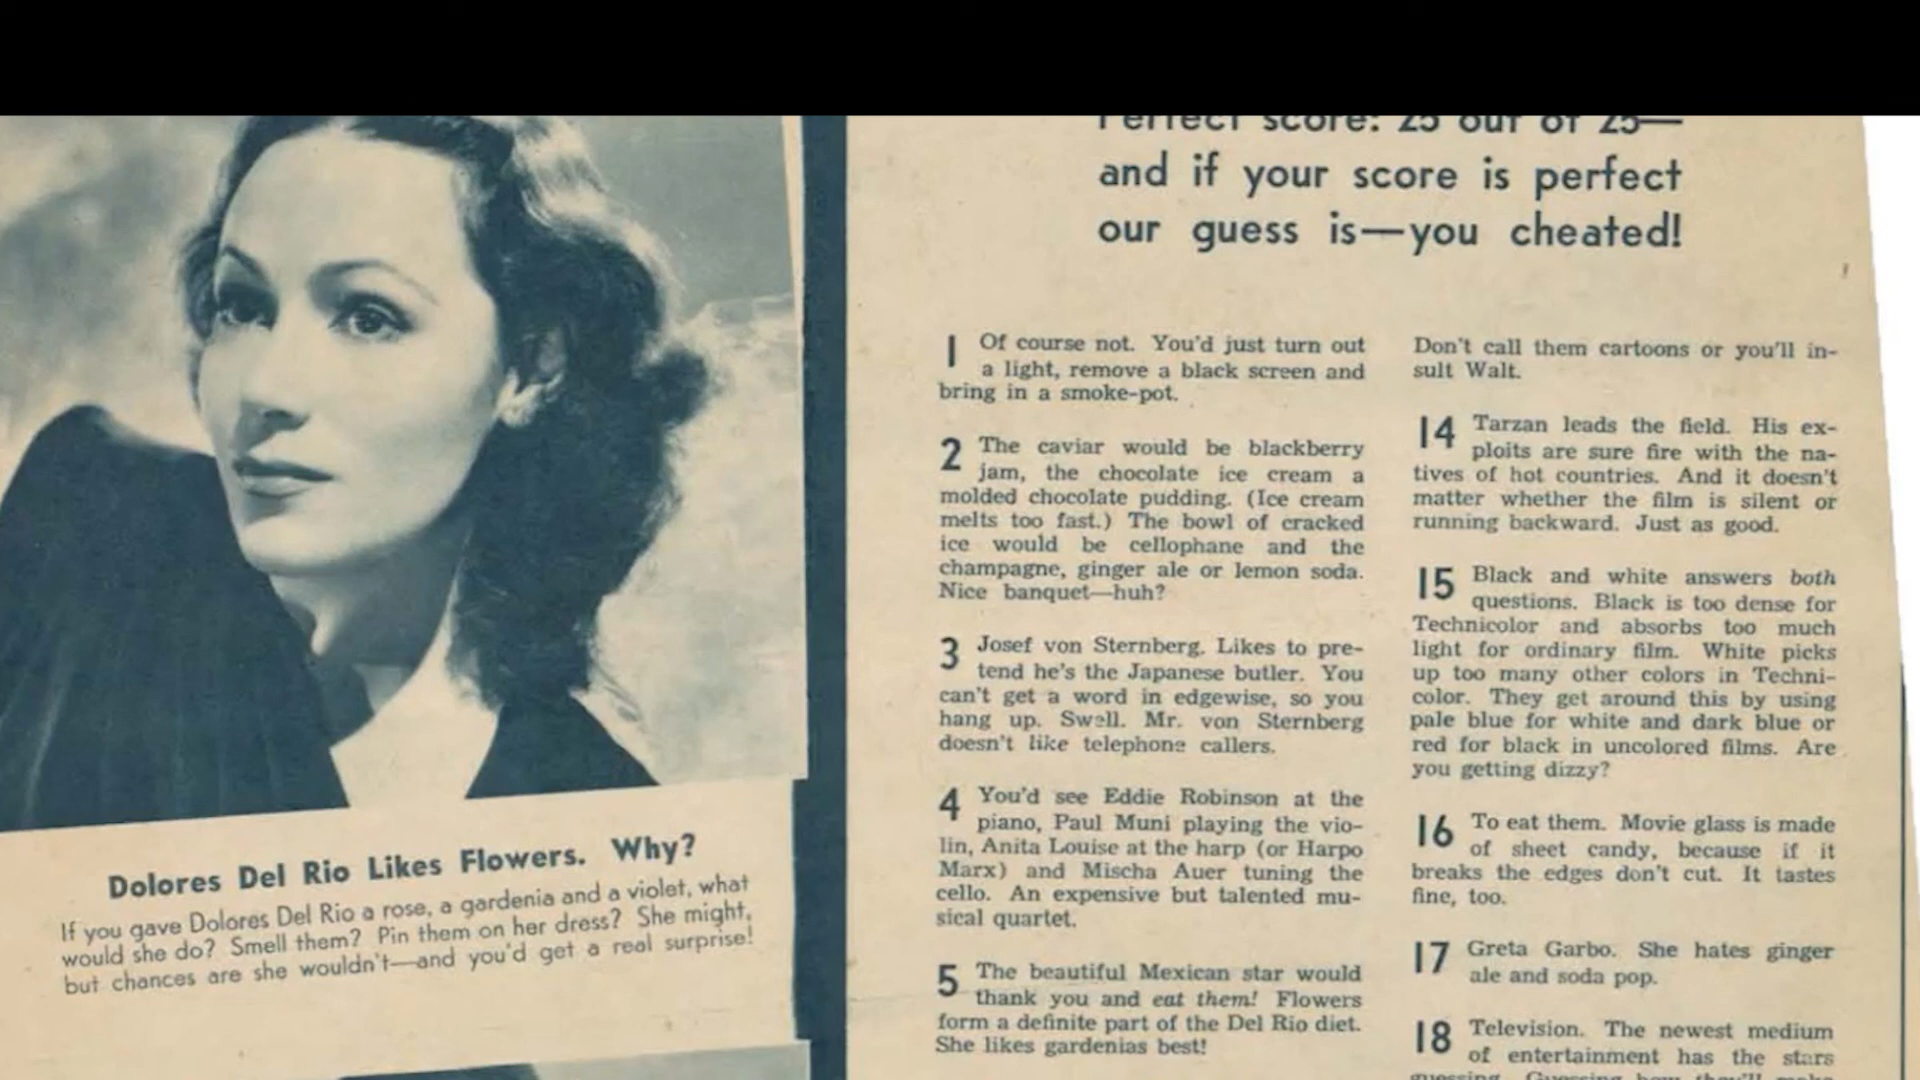 Perfect score: 25 out of 25—
and if your score is perfect
our guess is—you cheated!
Dolores Del Rio Likes Flowers. Why?
If you gave Dolores Del Rio a rose, a gardenia and a violet, what
would she do? Smell them? Pin them on her dress? She might,
but chances are she wouldn't—and you'd get a real surprise!
1 Of course not. You'd just turn out
a light, remove a black screen and
bring in a smoke-pot.
2 The caviar would be blackberry
jam, the chocolate ice cream a
molded chocolate pudding. (Ice cream
melts too fast.) The bowl of cracked
ice would be cellophane and the
champagne, ginger ale or lemon soda.
Nice banquet—huh?
3 Josef von Sternberg. Likes to pre-
tend he's the Japanese butler. You
can't get a word in edgewise, so you
hang up. Swell. Mr. von Sternberg
doesn't like telephone callers.
4 You'd see Eddie Robinson at the
piano, Paul Muni playing the vio-
lin, Anita Louise at the harp (or Harpo
Marx) and Mischa Auer tuning the
cello. An expensive but talented mu-
sical quartet.
5 The beautiful Mexican star would
thank you and eat them! Flowers
form a definite part of the Del Rio diet.
She likes gardenias best!
Don't call them cartoons or you'll in-
sult Walt.
14 Tarzan leads the field. His ex-
ploits are sure fire with the na-
tives of hot countries. And it doesn't
matter whether the film is silent or
running backward. Just as good.
15 Black and white answers both
questions. Black is too dense for
Technicolor and absorbs too much
light for ordinary film. White picks
up too many other colors in Techni-
color. They get around this by using
pale blue for white and dark blue or
red for black in uncolored films. Are
you getting dizzy?
16 To eat them. Movie glass is made
of sheet candy, because if it
breaks the edges don't cut. It tastes
fine, too.
17 Greta Garbo. She hates ginger
ale and soda pop.
18 Television. The newest medium
of entertainment has the stars